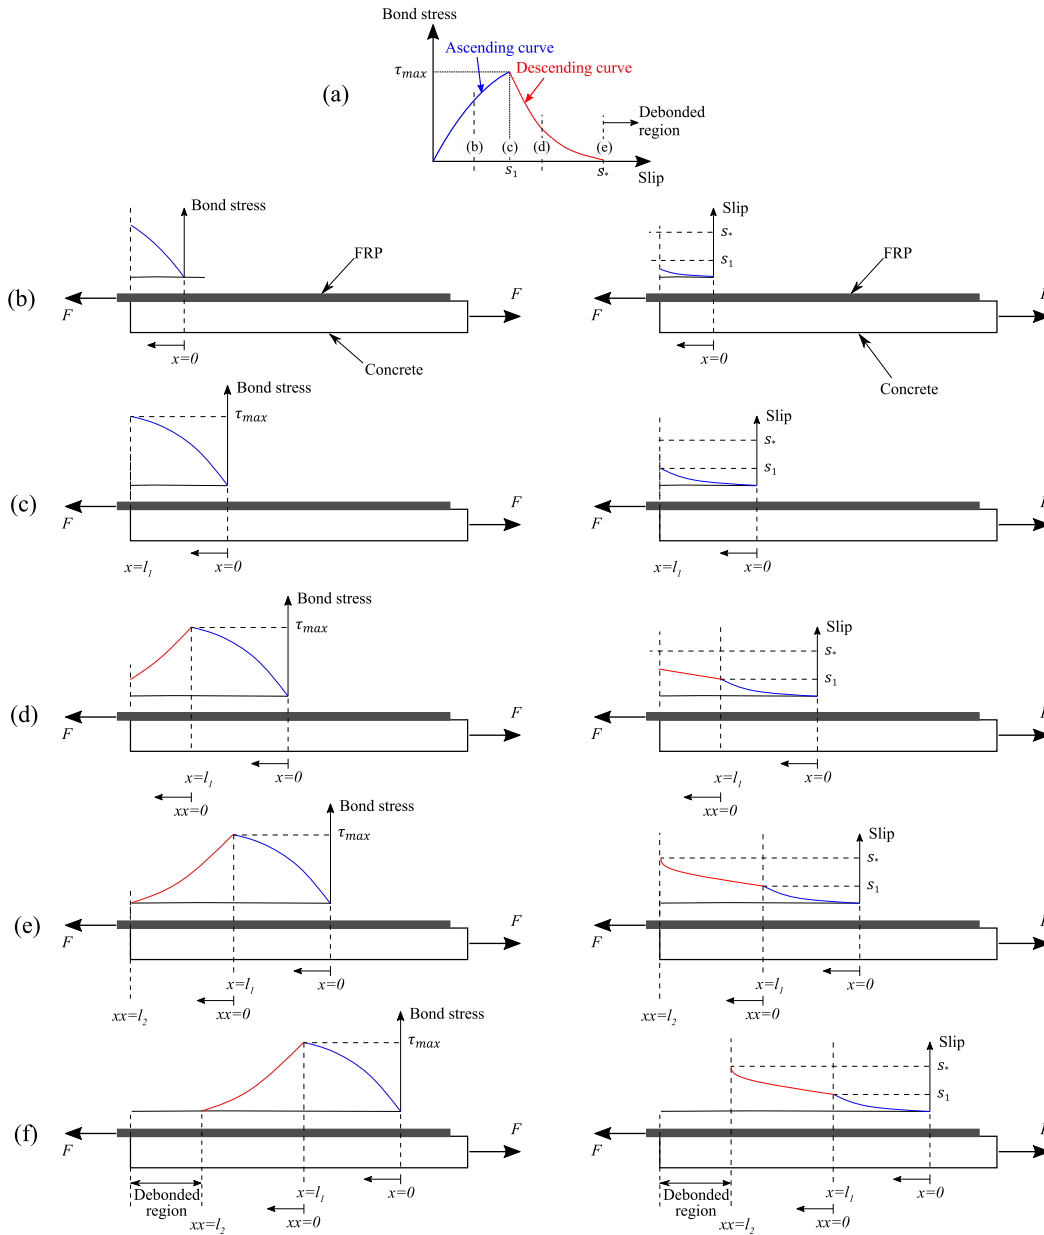 Bond stress
Ascending curve
τmax
Descending curve
(a)
Debonded
region
(b) (c) (d) (e)
s1 s* Slip
Bond stress
Slip
s*
s1
FRP
FRP
(b)
F
F
F
F
x=0
x=0
Concrete
Concrete
Bond stress
τmax
Slip
s*
s1
(c)
F
F
F
F
x=l1
x=0
x=l1
x=0
Bond stress
τmax
Slip
s*
s1
(d)
F
F
F
F
x=0
x=l1
xx=0
x=0
x=l1
xx=0
Bond stress
τmax
Slip
s*
s1
(e)
F
F
F
F
x=l1
x=0
xx=0
xx=l2
x=l1
x=0
xx=0
xx=l2
Bond stress
τmax
Slip
s*
s1
(f)
F
F
F
F
Debonded
region
x=l1
x=0
xx=l2
xx=0
Debonded
region
x=l1
x=0
xx=l2
xx=0